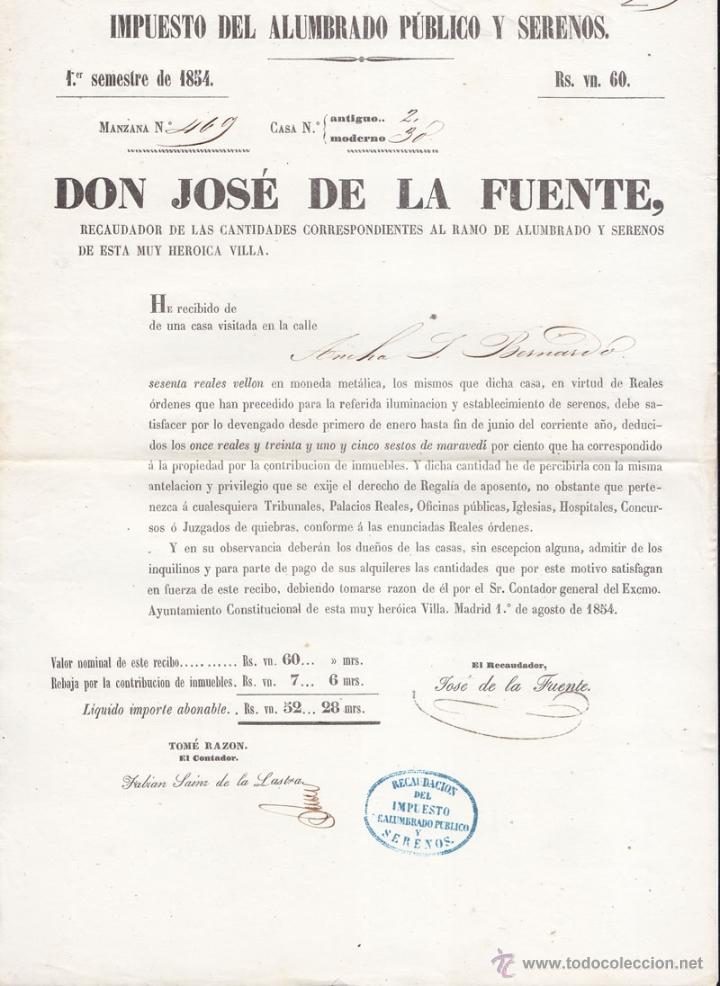 IMPUESTO DEL ALUMBRADO PÚBLICO Y SERENOS.
1.er semestre de 1854. Rs. vn. 60.
MANZANA N.º 469 CASA N.º antiguo.. 2.
moderno 30
DON JOSÉ DE LA FUENTE,
RECAUDADOR DE LAS CANTIDADES CORRESPONDIENTES AL RAMO DE ALUMBRADO Y SERENOS
DE ESTA MUY HEROICA VILLA.
HE recibido de
de una casa visitada en la calle
Ancha S. Bernardo.
sesenta reales vellon en moneda metálica, los mismos que dicha casa, en virtud de Reales
órdenes que han precedido para la referida iluminacion y establecimiento de serenos, debe sa-
tisfacer por lo devengado desde primero de enero hasta fin de junio del corriente año, deduci-
dos los once reales y treinta y uno y cinco sestos de maravedí por ciento que ha correspondido
á la propiedad por la contribucion de inmuebles. Y dicha cantidad he de percibirla con la misma
antelacion y privilegio que se exije el derecho de Regalía de aposento, no obstante que perte-
nezca á cualesquiera Tribunales, Palacios Reales, Oficinas públicas, Iglesias, Hospitales, Concur-
sos ó Juzgados de quiebras, conforme á las enunciadas Reales órdenes.
. Y en su observancia deberán los dueños de las casas, sin escepcion alguna, admitir de los
inquilinos y para parte de pago de sus alquileres las cantidades que por este motivo satisfagan
en fuerza de este recibo, debiendo tomarse razon de él por el Sr. Contador general del Excmo.
Ayuntamiento Constitucional de esta muy heróica Villa. Madrid 1.º de agosto de 1854.
Valor nominal de este recibo........... Rs. vn. 60... » mrs.
Rebaja por la contribucion de inmuebles. Rs. vn. 7... 6 mrs.
Líquido importe abonable.. Rs. vn. 52... 28 mrs.
El Recaudador,
José de la Fuente.
TOMÉ RAZON.
El Contador.
Fabian Sainz de la Lastra
RECAUDACION
DEL
IMPUESTO
D.ALUMBRADO PUBLICO
Y
SERENOS.
© www.todocoleccion.net